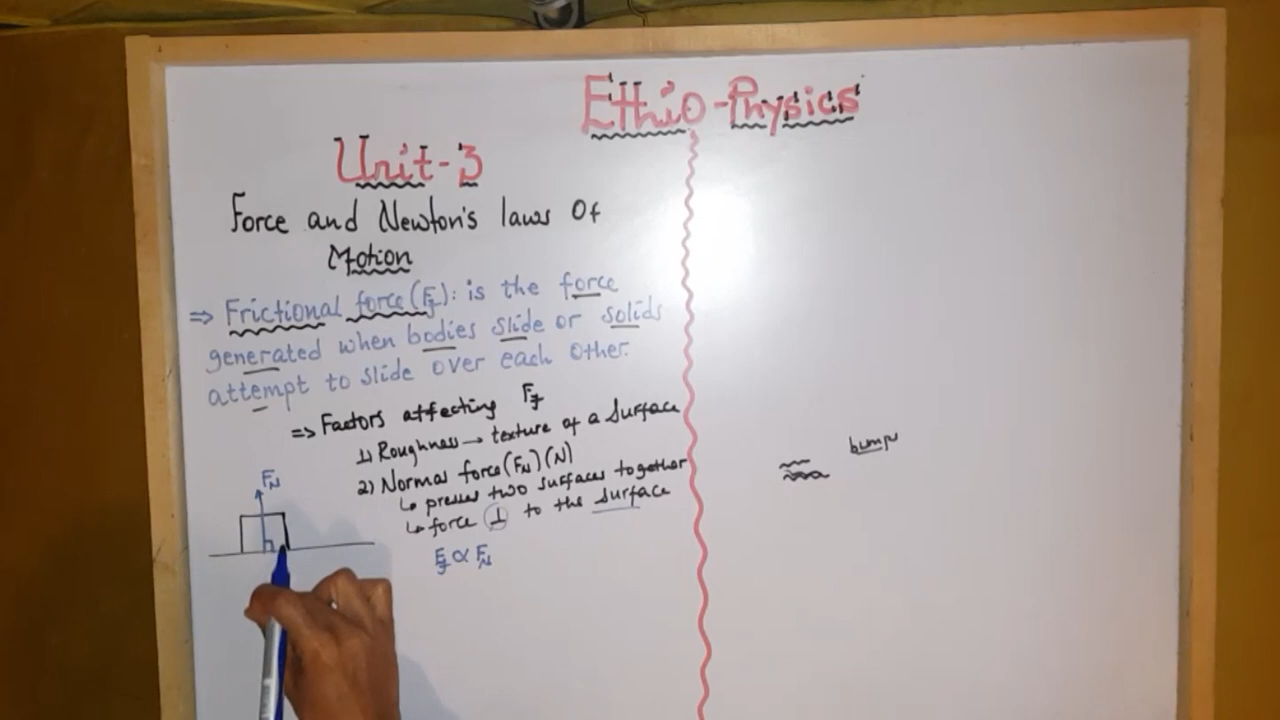 Ethio-Physics
Unit-3
Force and Newton's laws Of
Motion
⇒ Frictional force (Ff): is the force
generated when bodies slide or solids
attempt to slide over each other.
⇒ Factors affecting Ff
1) Roughness → texture of a surface
2) Normal force (FN) (N)
↳ presses two surfaces together
↳ force ⊥ to the surface
Ff ∝ FN
FN
bumps